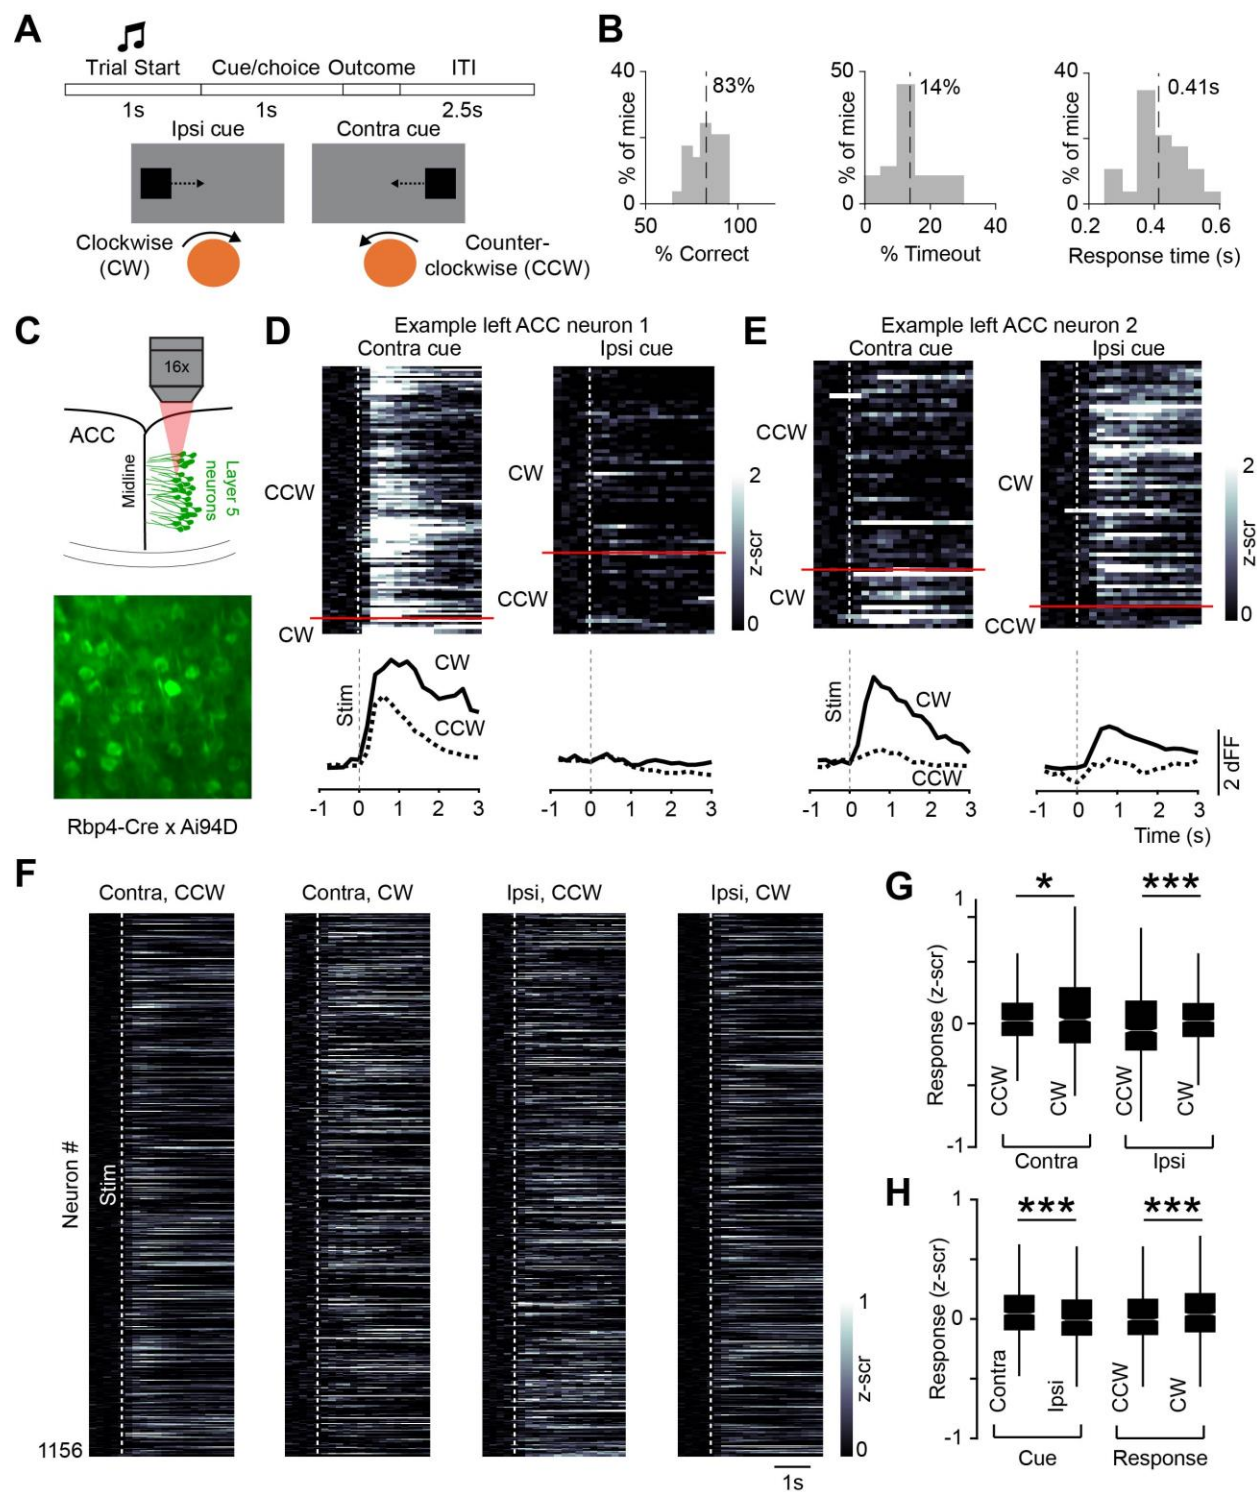 A
Trial Start
Cue/choice
Outcome
ITI
1s
1s
2.5s
Ipsi cue
Contra cue
Clockwise
(CW)
Counter-
clockwise (CCW)
B
% of mice
40
0
83%
50
100
% Correct
% of mice
50
0
14%
0
20
40
% Timeout
% of mice
40
0
0.41s
0.2
0.4
0.6
Response time (s)
C
16x
ACC
Midline
Layer 5
neurons
Rbp4-Cre x Ai94D
D
Example left ACC neuron 1
Contra cue
Ipsi cue
CCW
CW
CW
CCW
2
z-scr
0
Stim
CW
CCW
-1
0
1
2
3
-1
0
1
2
3
E
Example left ACC neuron 2
Contra cue
Ipsi cue
CCW
CW
CW
CCW
2
z-scr
0
Stim
CW
CCW
2 dFF
-1
0
1
2
3
-1
0
1
2
3
Time (s)
F
Contra, CCW
Contra, CW
Ipsi, CCW
Ipsi, CW
Neuron #
Stim
1156
1
z-scr
0
1s
G
Response (z-scr)
1
0
-1
*
***
CCW
CW
CCW
CW
Contra
Ipsi
H
Response (z-scr)
1
0
-1
***
***
Contra
Ipsi
CCW
CW
Cue
Response